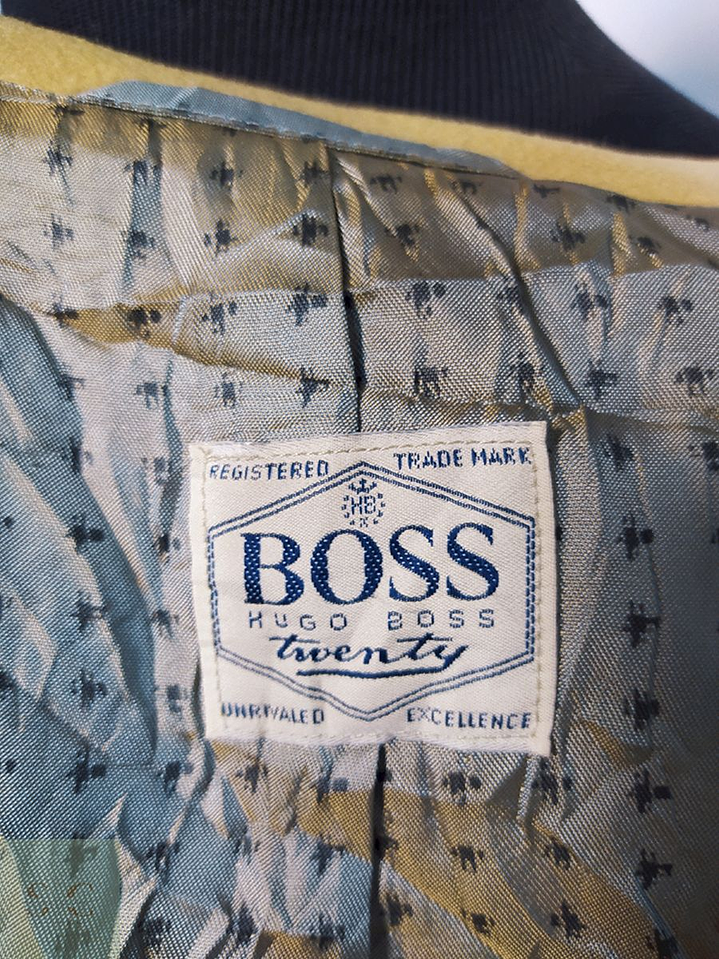 REGISTERED TRADE MARK
HB
BOSS
HUGO BOSS
twenty
UNRIVALED EXCELLENCE